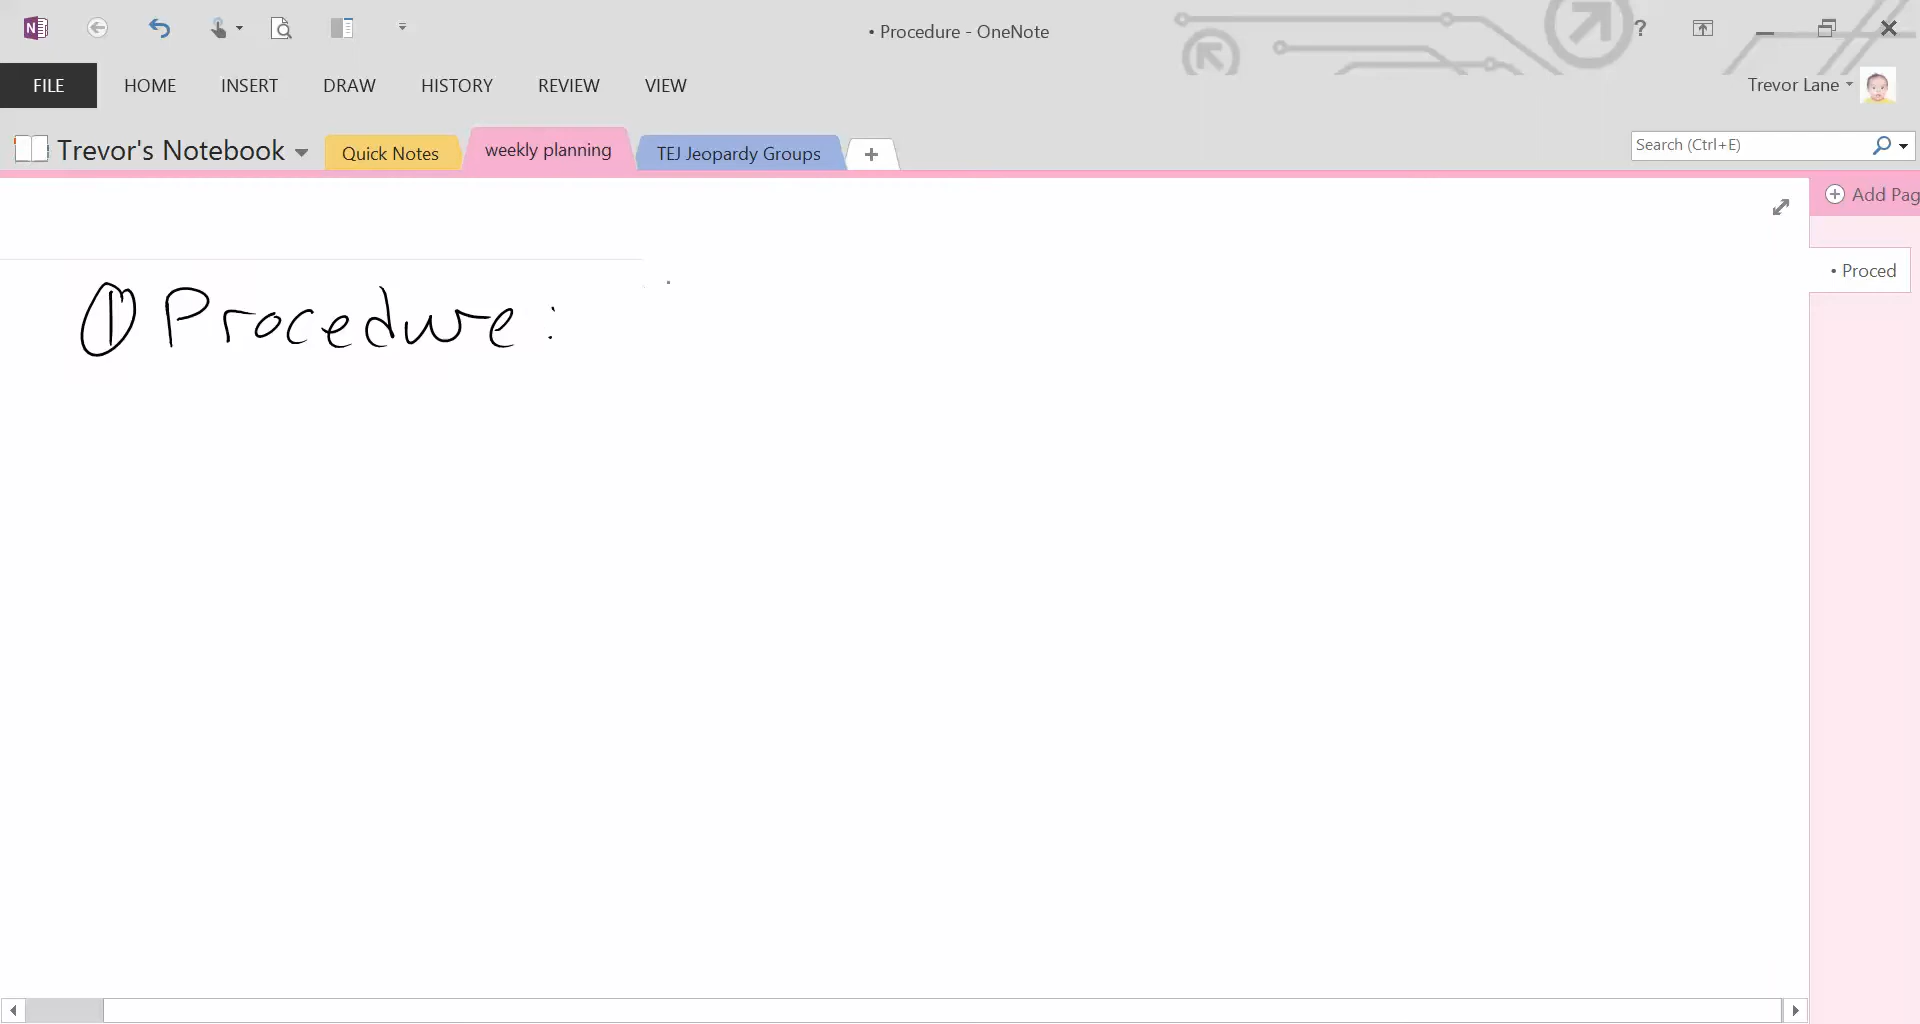 • Procedure - OneNote
?
FILE HOME INSERT DRAW HISTORY REVIEW VIEW
Trevor Lane
Trevor's Notebook Quick Notes weekly planning TEJ Jeopardy Groups +
Search (Ctrl+E)
Add Pag
• Proced
① Procedure: